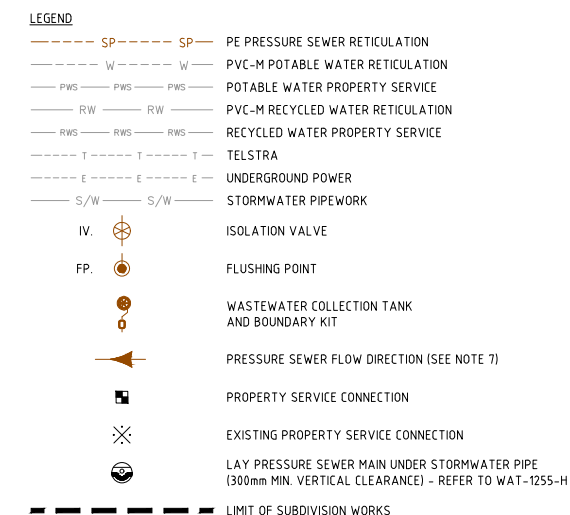 LEGEND
SP SP PE PRESSURE SEWER RETICULATION
W W PVC-M POTABLE WATER RETICULATION
PWS PWS PWS POTABLE WATER PROPERTY SERVICE
RW RW PVC-M RECYCLED WATER RETICULATION
RWS RWS RWS RECYCLED WATER PROPERTY SERVICE
T T T TELSTRA
E E E UNDERGROUND POWER
S/W S/W STORMWATER PIPEWORK
IV. ISOLATION VALVE
FP. FLUSHING POINT
WASTEWATER COLLECTION TANK
AND BOUNDARY KIT
PRESSURE SEWER FLOW DIRECTION (SEE NOTE 7)
PROPERTY SERVICE CONNECTION
EXISTING PROPERTY SERVICE CONNECTION
LAY PRESSURE SEWER MAIN UNDER STORMWATER PIPE
(300mm MIN. VERTICAL CLEARANCE) - REFER TO WAT-1255-H
LIMIT OF SUBDIVISION WORKS